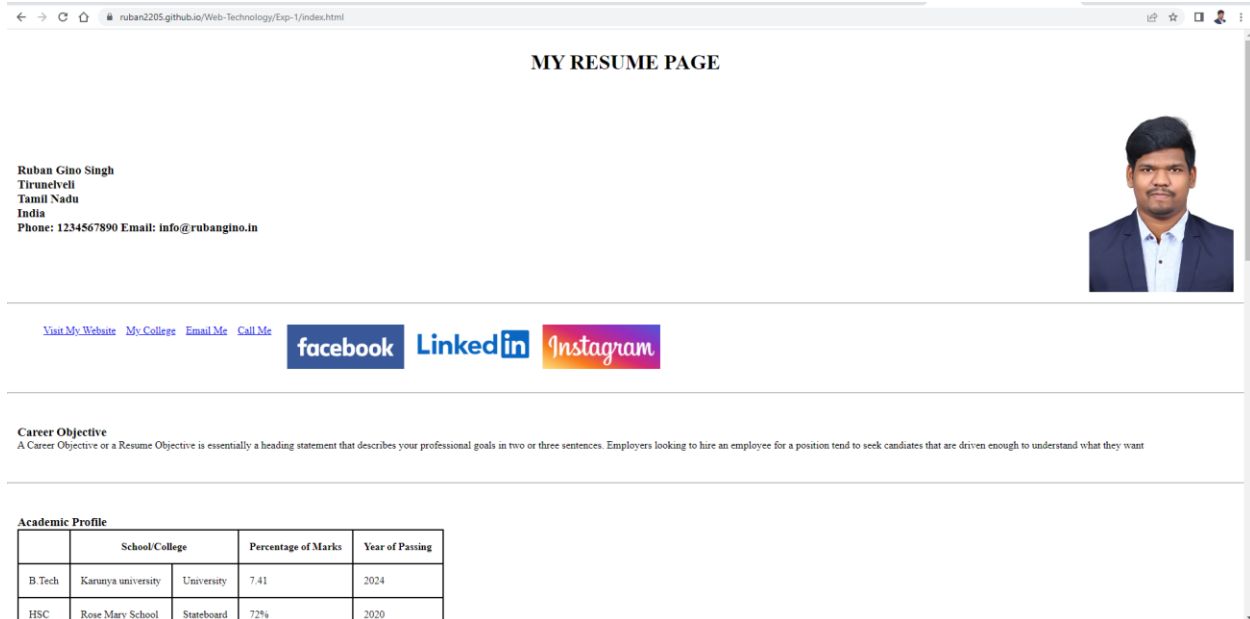 ruban2205.github.io/Web-Technology/Exp-1/index.html
MY RESUME PAGE
Ruban Gino Singh
Tirunelveli
Tamil Nadu
India
Phone: 1234567890 Email: info@rubangino.in
Visit My Website My College Email Me Call Me facebook Linked in Instagram
Career Objective
A Career Objective or a Resume Objective is essentially a heading statement that describes your professional goals in two or three sentences. Employers looking to hire an employee for a position tend to seek candiates that are driven enough to understand what they want
Academic Profile
School/College Percentage of Marks Year of Passing
B.Tech Karunya university University 7.41 2024
HSC Rose Mary School Stateboard 72% 2020